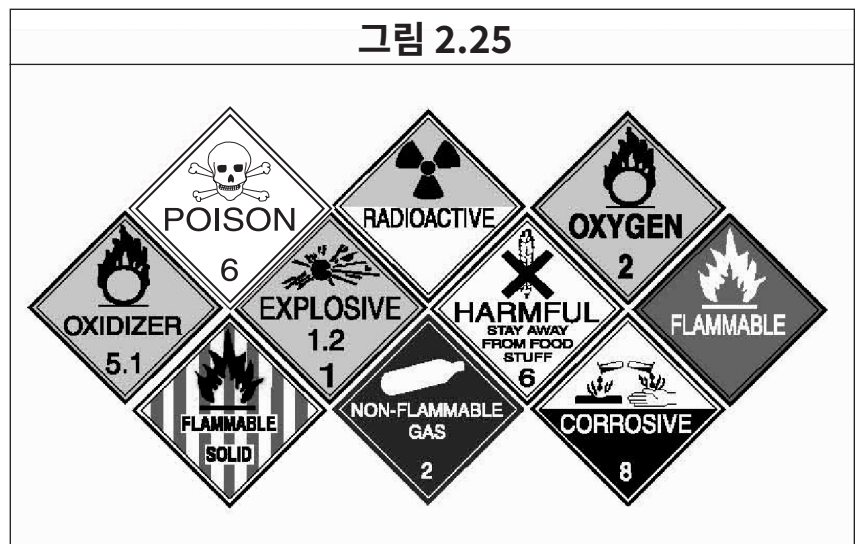 그림 2.25
POISON
6
RADIOACTIVE
OXYGEN
2
OXIDIZER
5.1
EXPLOSIVE
1.2
1
HARMFUL
STAY AWAY
FROM FOOD
STUFF
6
FLAMMABLE
FLAMMABLE
SOLID
NON-FLAMMABLE
GAS
2
CORROSIVE
8